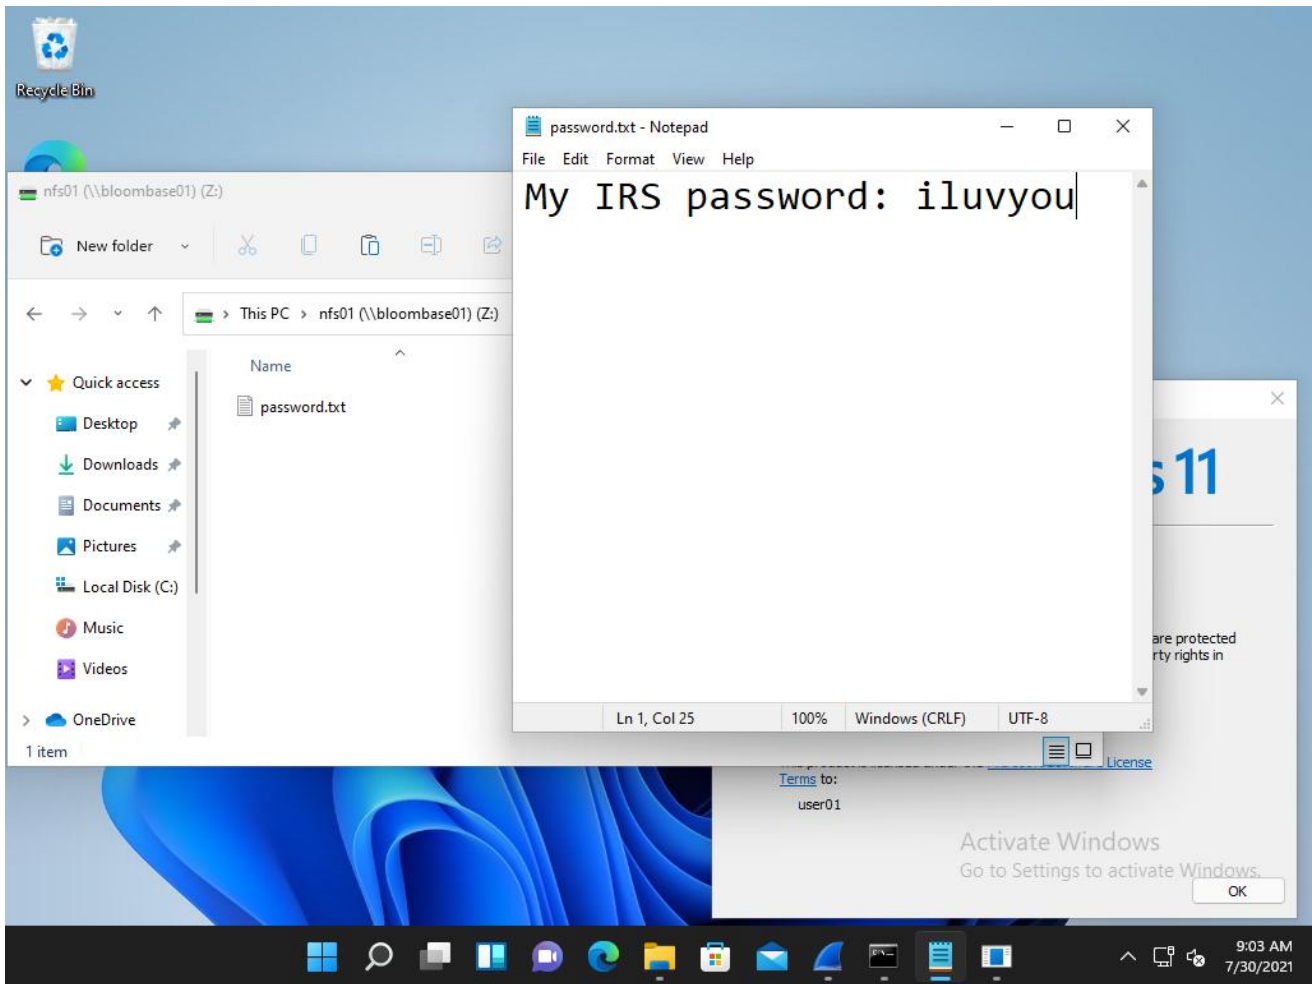 Recycle Bin
password.txt - Notepad
File Edit Format View Help
My IRS password: iluvyou
Ln 1, Col 25 100% Windows (CRLF) UTF-8
nfs01 (\\bloombase01) (Z:)
New folder
This PC > nfs01 (\\bloombase01) (Z:)
Name
Quick access
password.txt
Desktop
Downloads
Documents
Pictures
Local Disk (C:)
Music
Videos
OneDrive
1 item
s 11
are protected
rty rights in
License
Terms to:
user01
Activate Windows
Go to Settings to activate Windows.
OK
9:03 AM
7/30/2021